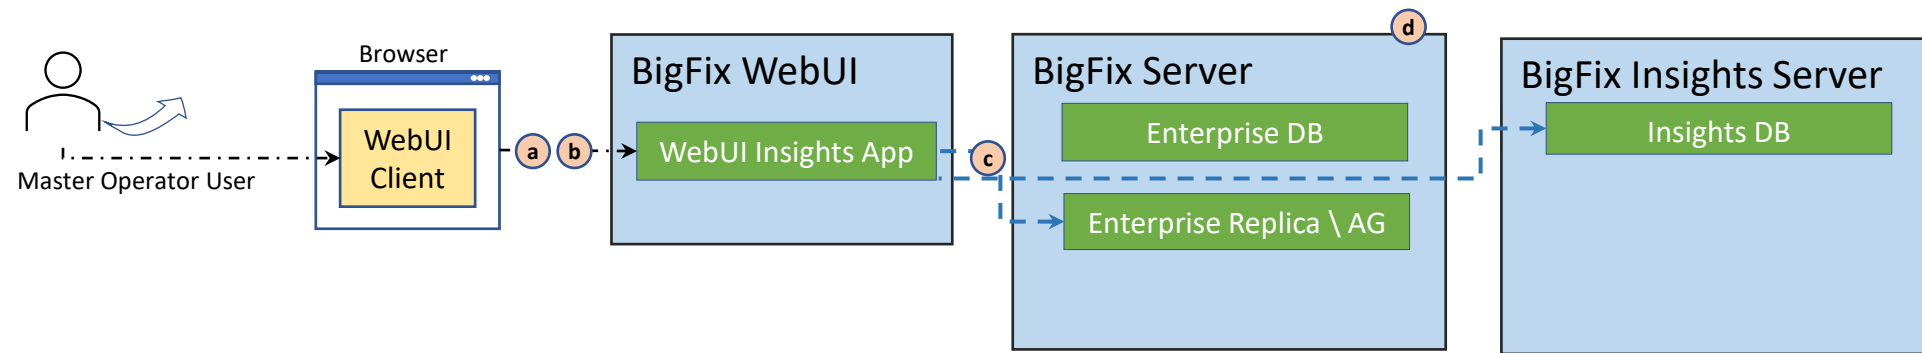 Master Operator User
Browser
WebUI
Client
a
b
BigFix WebUI
WebUI Insights App
c
d
BigFix Server
Enterprise DB
Enterprise Replica \ AG
BigFix Insights Server
Insights DB